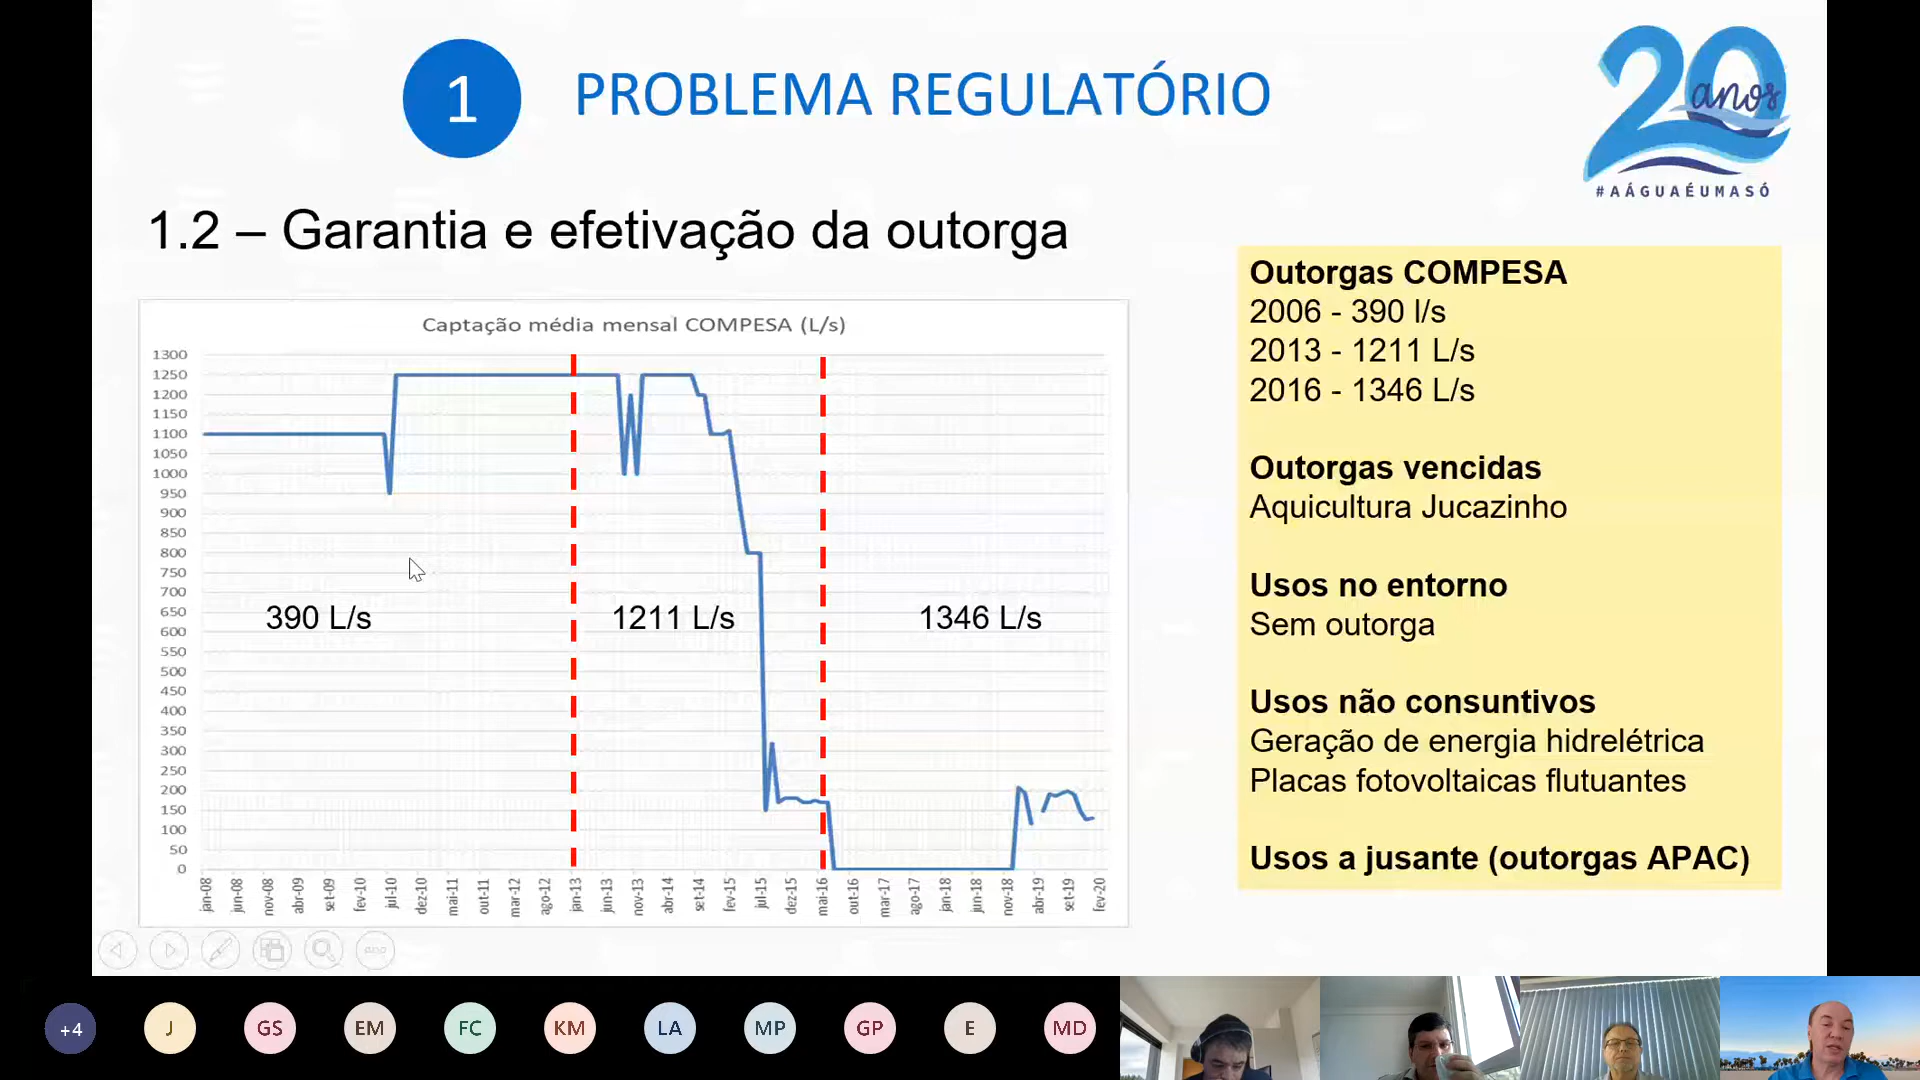 1
PROBLEMA REGULATÓRIO
20
anos
#AÁGUAÉUMASÓ
1.2 – Garantia e efetivação da outorga
Captação média mensal COMPESA (L/s)
1300
1250
1200
1150
1100
1050
1000
950
900
850
800
750
700
650
600
550
500
450
400
350
300
250
200
150
100
50
0
390 L/s
1211 L/s
1346 L/s
jan-08
jun-08
nov-08
abr-09
set-09
fev-10
jul-10
dez-10
mai-11
out-11
mar-12
ago-12
jan-13
jun-13
nov-13
abr-14
set-14
fev-15
jul-15
dez-15
mai-16
out-16
mar-17
ago-17
jan-18
jun-18
nov-18
abr-19
set-19
fev-20
Outorgas COMPESA
2006 - 390 l/s
2013 - 1211 L/s
2016 - 1346 L/s
Outorgas vencidas
Aquicultura Jucazinho
Usos no entorno
Sem outorga
Usos não consuntivos
Geração de energia hidrelétrica
Placas fotovoltaicas flutuantes
Usos a jusante (outorgas APAC)
+4
J
GS
EM
FC
KM
LA
MP
GP
E
MD